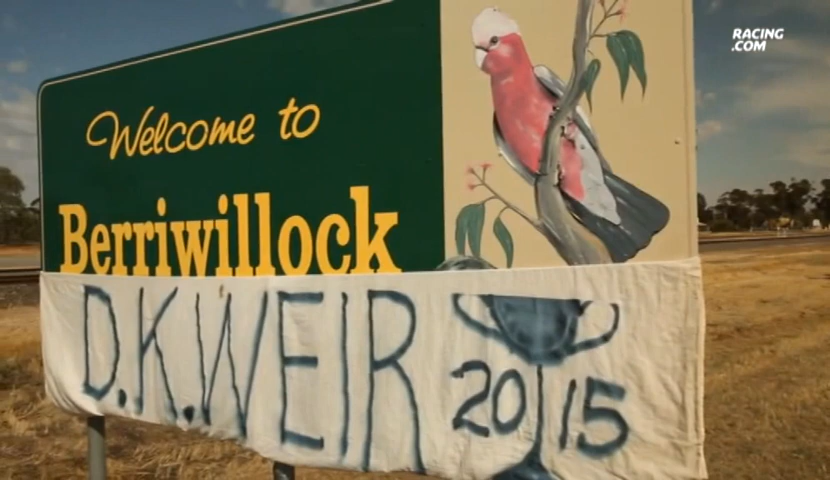 RACING
.COM
Welcome to
Berriwillock
D.K.WEIR
2015